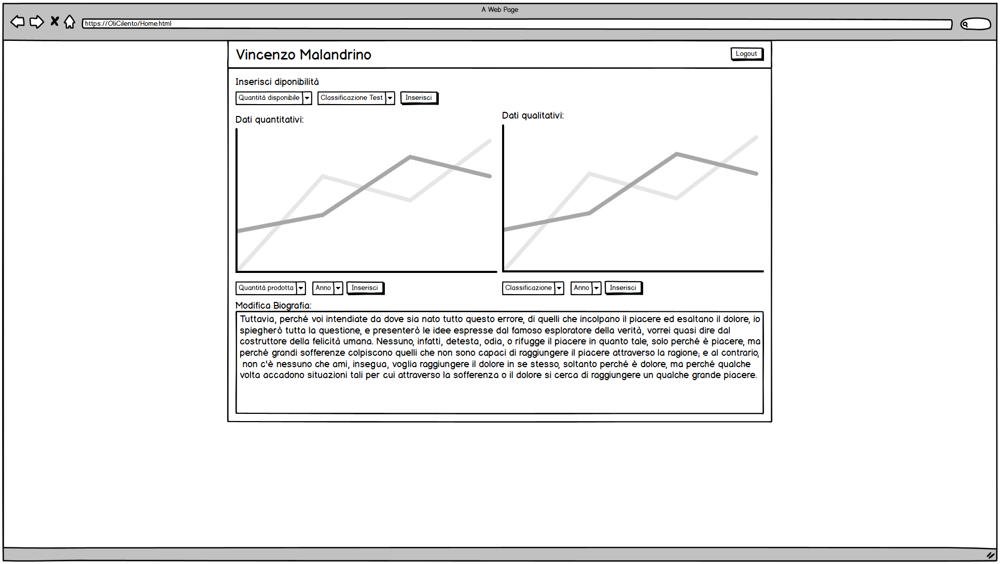 A Web Page
https://OliCilento/Home.html
Vincenzo Malandrino
Logout
Inserisci diponibilità
Quantità disponibile
Classificazione Test
Inserisci
Dati quantitativi:
Dati qualitativi:
Quantità prodotta
Anno
Inserisci
Classificazione
Anno
Inserisci
Modifica Biografia:
Tuttavia, perché voi intendiate da dove sia nato tutto questo errore, di quelli che incolpano il piacere ed esaltano il dolore, io
spiegherò tutta la questione, e presenterò le idee espresse dal famoso esploratore della verità, vorrei quasi dire dal
costruttore della felicità umana. Nessuno, infatti, detesta, odia, o rifugge il piacere in quanto tale, solo perché è piacere, ma
perché grandi sofferenze colpiscono quelli che non sono capaci di raggiungere il piacere attraverso la ragione; e al contrario,
non c'è nessuno che ami, insegua, voglia raggiungere il dolore in se stesso, soltanto perché è dolore, ma perché qualche
volta accadono situazioni tali per cui attraverso la sofferenza o il dolore si cerca di raggiungere un qualche grande piacere.